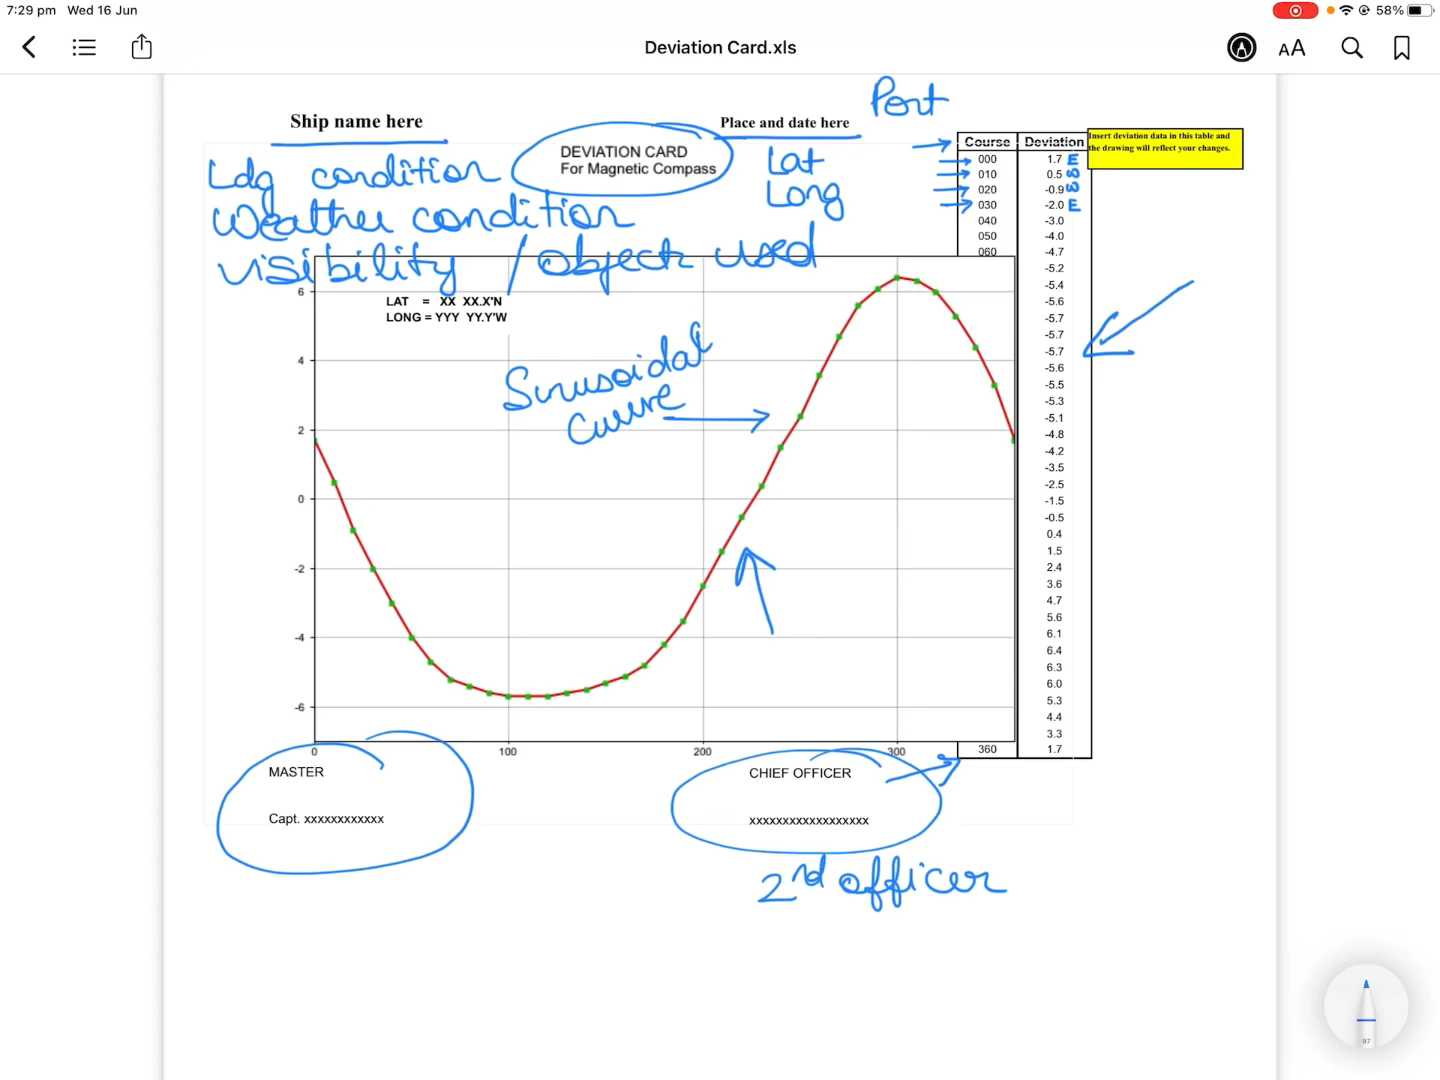 7:29 pm Wed 16 Jun
58%
Deviation Card.xls
AA
Port
Ship name here
Place and date here
DEVIATION CARD
For Magnetic Compass
Ldg condition
Weather condition
Visibility / object used
Lat
Long
Course Deviation
000 1.7 E
010 0.5
020 -0.9
030 -2.0 E
040 -3.0
050 -4.0
060 -4.7
-5.2
-5.4
-5.6
-5.7
-5.7
-5.7
-5.6
-5.5
-5.3
-5.1
-4.8
-4.2
-3.5
-2.5
-1.5
-0.5
0.4
1.5
2.4
3.6
4.7
5.6
6.1
6.4
6.3
6.0
5.3
4.4
3.3
360 1.7
Insert deviation data in this table and
the drawing will reflect your changes.
LAT = XX XX.X'N
LONG = YYY YY.Y'W
Sinusoidal
Curve
6
4
2
0
-2
-4
-6
0 100 200 300
MASTER
Capt. xxxxxxxxxxxx
CHIEF OFFICER
xxxxxxxxxxxxxxxxxx
2nd officer
97